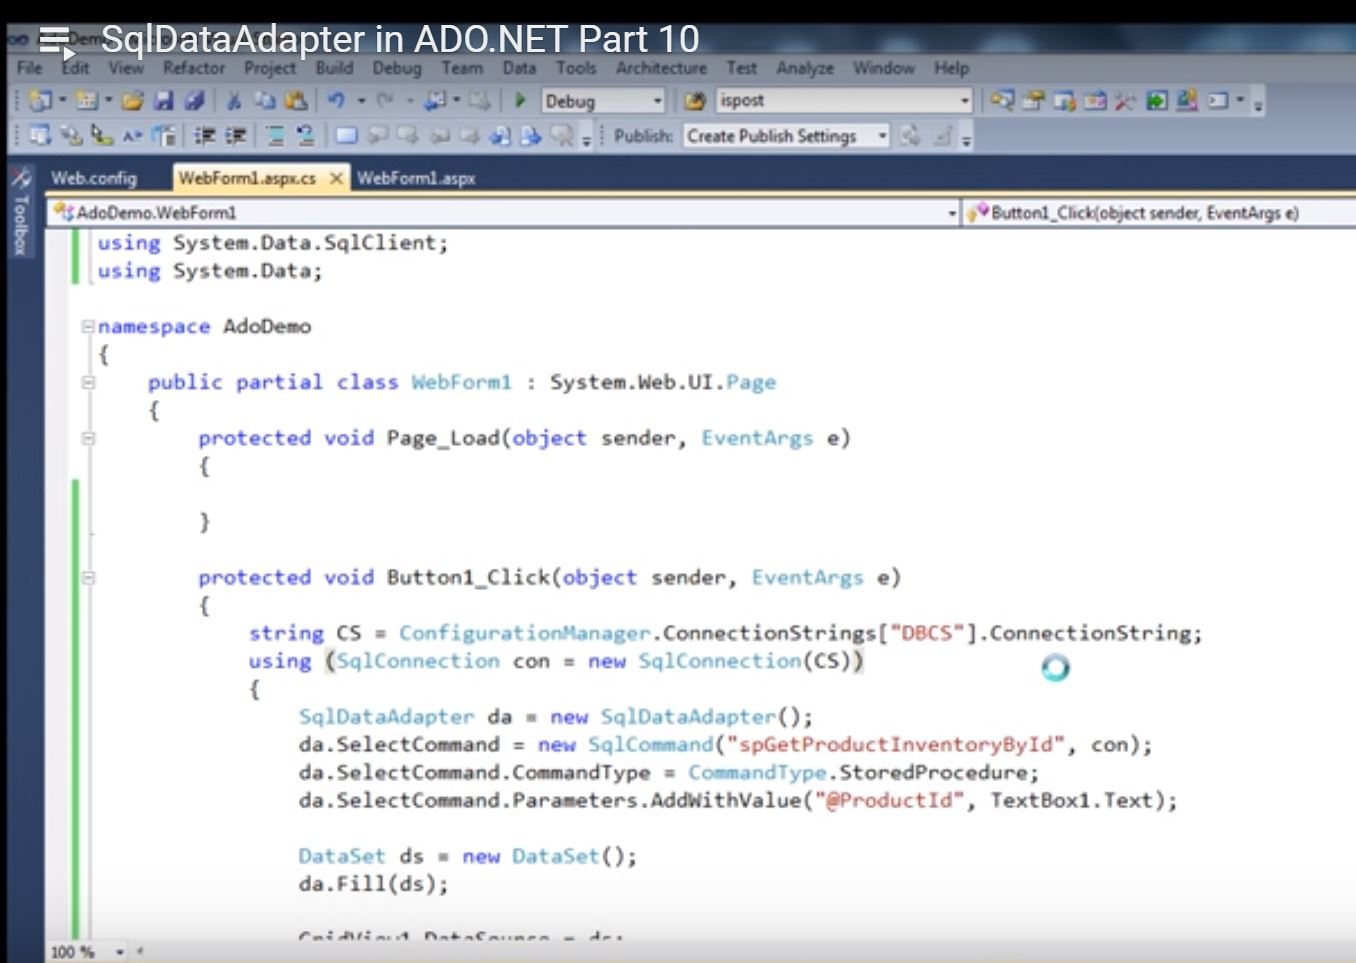 SqlDataAdapter in ADO.NET Part 10
File Edit View Refactor Project Build Debug Team Data Tools Architecture Test Analyze Window Help
Debug ispost
Publish: Create Publish Settings
Web.config WebForm1.aspx.cs WebForm1.aspx
Toolbox
AdoDemo.WebForm1 Button1_Click(object sender, EventArgs e)
using System.Data.SqlClient;
using System.Data;
namespace AdoDemo
{
public partial class WebForm1 : System.Web.UI.Page
{
protected void Page_Load(object sender, EventArgs e)
{
}
protected void Button1_Click(object sender, EventArgs e)
{
string CS = ConfigurationManager.ConnectionStrings["DBCS"].ConnectionString;
using (SqlConnection con = new SqlConnection(CS))
{
SqlDataAdapter da = new SqlDataAdapter();
da.SelectCommand = new SqlCommand("spGetProductInventoryById", con);
da.SelectCommand.CommandType = CommandType.StoredProcedure;
da.SelectCommand.Parameters.AddWithValue("@ProductId", TextBox1.Text);
DataSet ds = new DataSet();
da.Fill(ds);
GridView1.DataSource = ds;
100 %